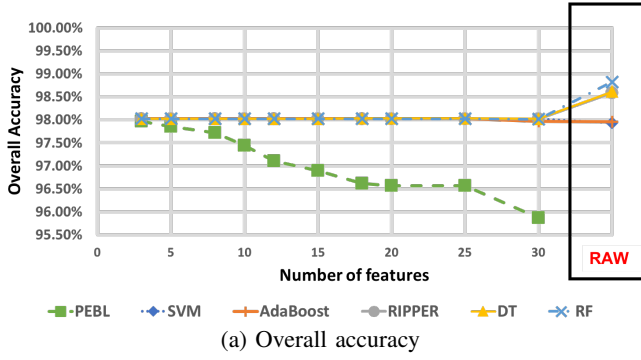 100.00%
99.50%
99.00%
98.50%
98.00%
97.50%
97.00%
96.50%
96.00%
95.50%
Overall Accuracy
0 5 10 15 20 25 30
RAW
Number of features
PEBL SVM AdaBoost RIPPER DT RF
(a) Overall accuracy